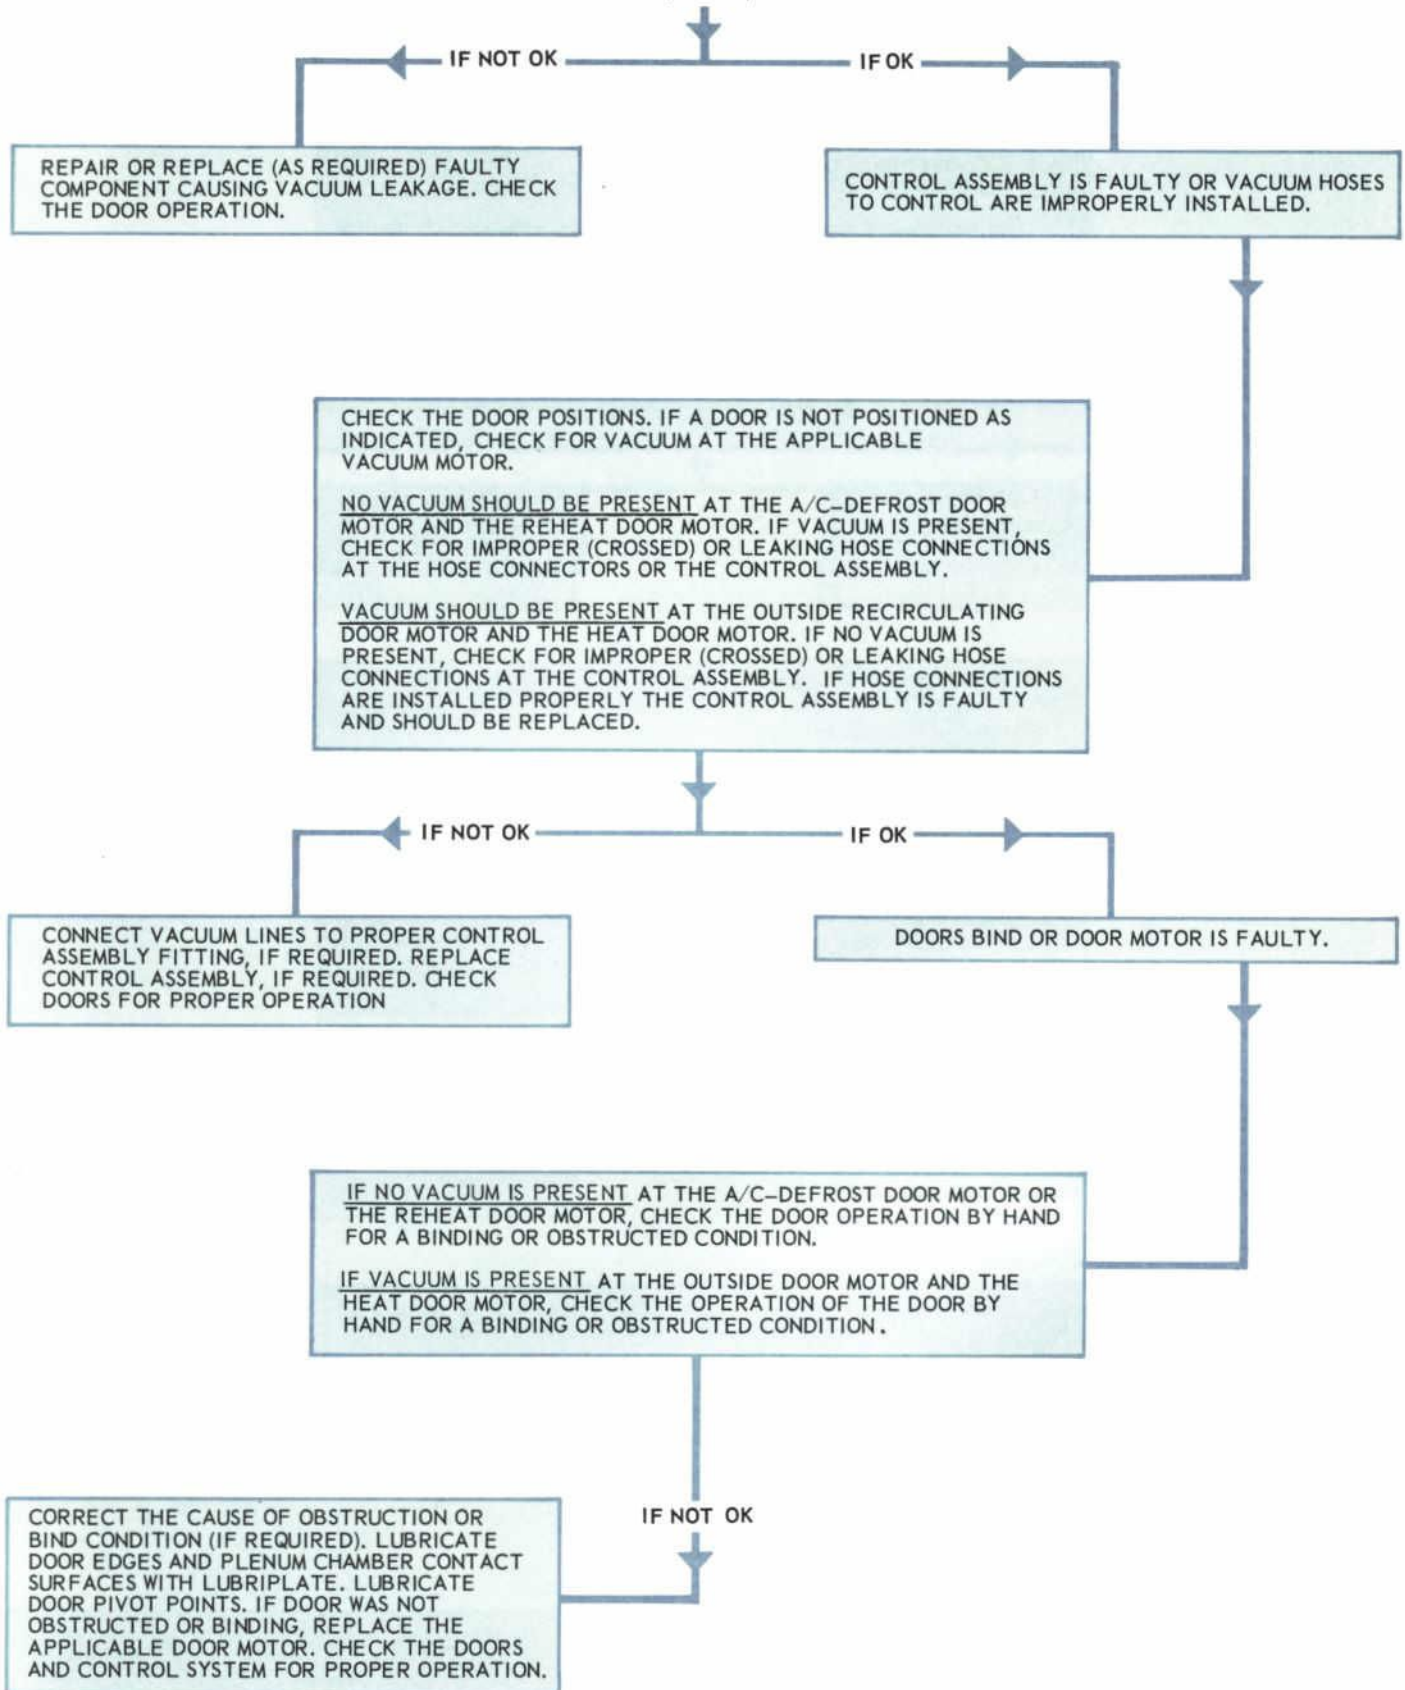 IF NOT OK
IF OK
REPAIR OR REPLACE (AS REQUIRED) FAULTY
COMPONENT CAUSING VACUUM LEAKAGE. CHECK
THE DOOR OPERATION.
CONTROL ASSEMBLY IS FAULTY OR VACUUM HOSES
TO CONTROL ARE IMPROPERLY INSTALLED.
CHECK THE DOOR POSITIONS. IF A DOOR IS NOT POSITIONED AS
INDICATED, CHECK FOR VACUUM AT THE APPLICABLE
VACUUM MOTOR.
NO VACUUM SHOULD BE PRESENT AT THE A/C-DEFROST DOOR
MOTOR AND THE REHEAT DOOR MOTOR. IF VACUUM IS PRESENT,
CHECK FOR IMPROPER (CROSSED) OR LEAKING HOSE CONNECTIONS
AT THE HOSE CONNECTORS OR THE CONTROL ASSEMBLY.
VACUUM SHOULD BE PRESENT AT THE OUTSIDE RECIRCULATING
DOOR MOTOR AND THE HEAT DOOR MOTOR. IF NO VACUUM IS
PRESENT, CHECK FOR IMPROPER (CROSSED) OR LEAKING HOSE
CONNECTIONS AT THE CONTROL ASSEMBLY. IF HOSE CONNECTIONS
ARE INSTALLED PROPERLY THE CONTROL ASSEMBLY IS FAULTY
AND SHOULD BE REPLACED.
IF NOT OK
IF OK
CONNECT VACUUM LINES TO PROPER CONTROL
ASSEMBLY FITTING, IF REQUIRED. REPLACE
CONTROL ASSEMBLY, IF REQUIRED. CHECK
DOORS FOR PROPER OPERATION
DOORS BIND OR DOOR MOTOR IS FAULTY.
IF NO VACUUM IS PRESENT AT THE A/C-DEFROST DOOR MOTOR OR
THE REHEAT DOOR MOTOR, CHECK THE DOOR OPERATION BY HAND
FOR A BINDING OR OBSTRUCTED CONDITION.
IF VACUUM IS PRESENT AT THE OUTSIDE DOOR MOTOR AND THE
HEAT DOOR MOTOR, CHECK THE OPERATION OF THE DOOR BY
HAND FOR A BINDING OR OBSTRUCTED CONDITION.
IF NOT OK
CORRECT THE CAUSE OF OBSTRUCTION OR
BIND CONDITION (IF REQUIRED). LUBRICATE
DOOR EDGES AND PLENUM CHAMBER CONTACT
SURFACES WITH LUBRIPLATE. LUBRICATE
DOOR PIVOT POINTS. IF DOOR WAS NOT
OBSTRUCTED OR BINDING, REPLACE THE
APPLICABLE DOOR MOTOR. CHECK THE DOORS
AND CONTROL SYSTEM FOR PROPER OPERATION.